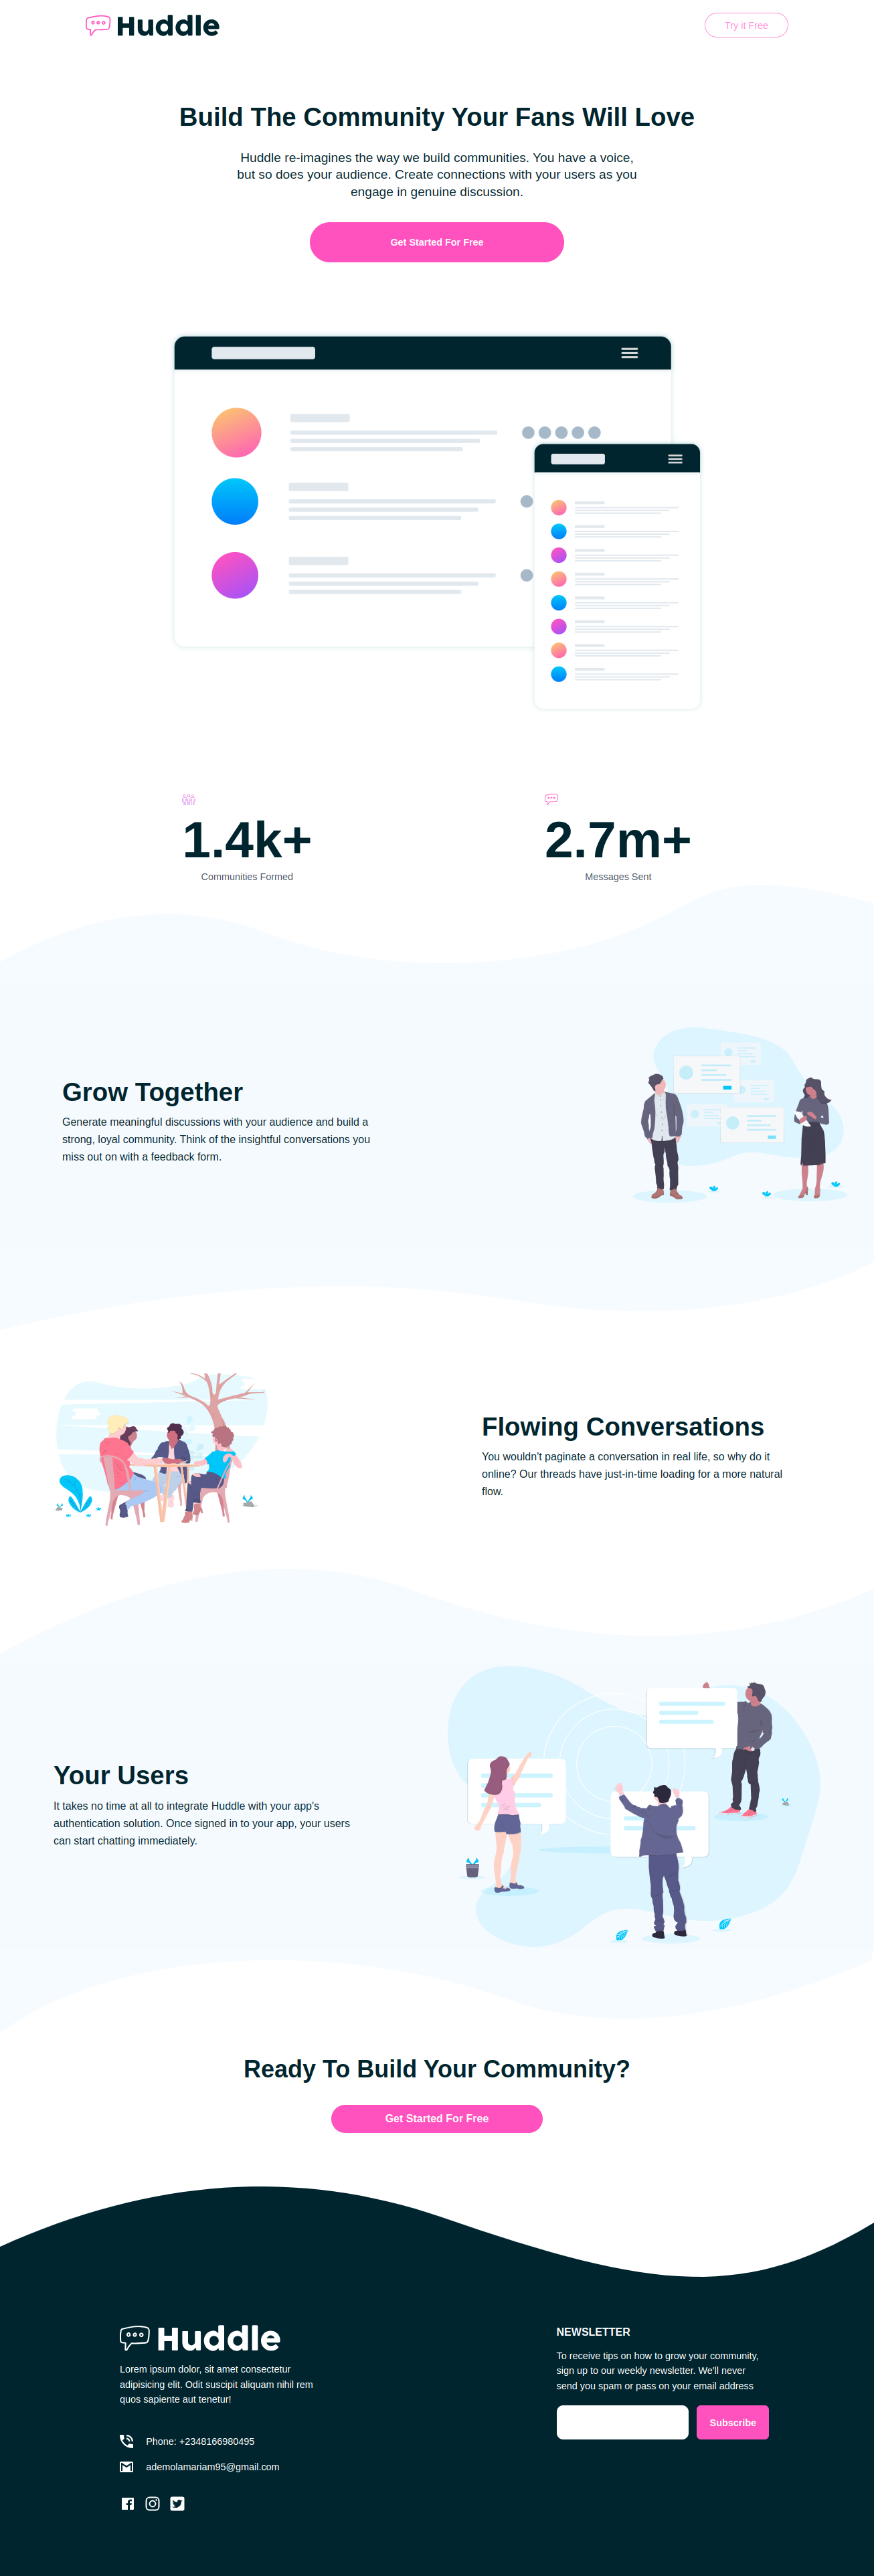 Huddle
Try it Free
Build The Community Your Fans Will Love
Huddle re-imagines the way we build communities. You have a voice,
but so does your audience. Create connections with your users as you
engage in genuine discussion.
Get Started For Free
1.4k+
Communities Formed
2.7m+
Messages Sent
Grow Together
Generate meaningful discussions with your audience and build a
strong, loyal community. Think of the insightful conversations you
miss out on with a feedback form.
Flowing Conversations
You wouldn't paginate a conversation in real life, so why do it
online? Our threads have just-in-time loading for a more natural
flow.
Your Users
It takes no time at all to integrate Huddle with your app's
authentication solution. Once signed in to your app, your users
can start chatting immediately.
Ready To Build Your Community?
Get Started For Free
Huddle
Lorem ipsum dolor, sit amet consectetur
adipisicing elit. Odit suscipit aliquam nihil rem
quos sapiente aut tenetur!
Phone: +2348166980495
ademolamariam95@gmail.com
NEWSLETTER
To receive tips on how to grow your community,
sign up to our weekly newsletter. We'll never
send you spam or pass on your email address
Subscribe